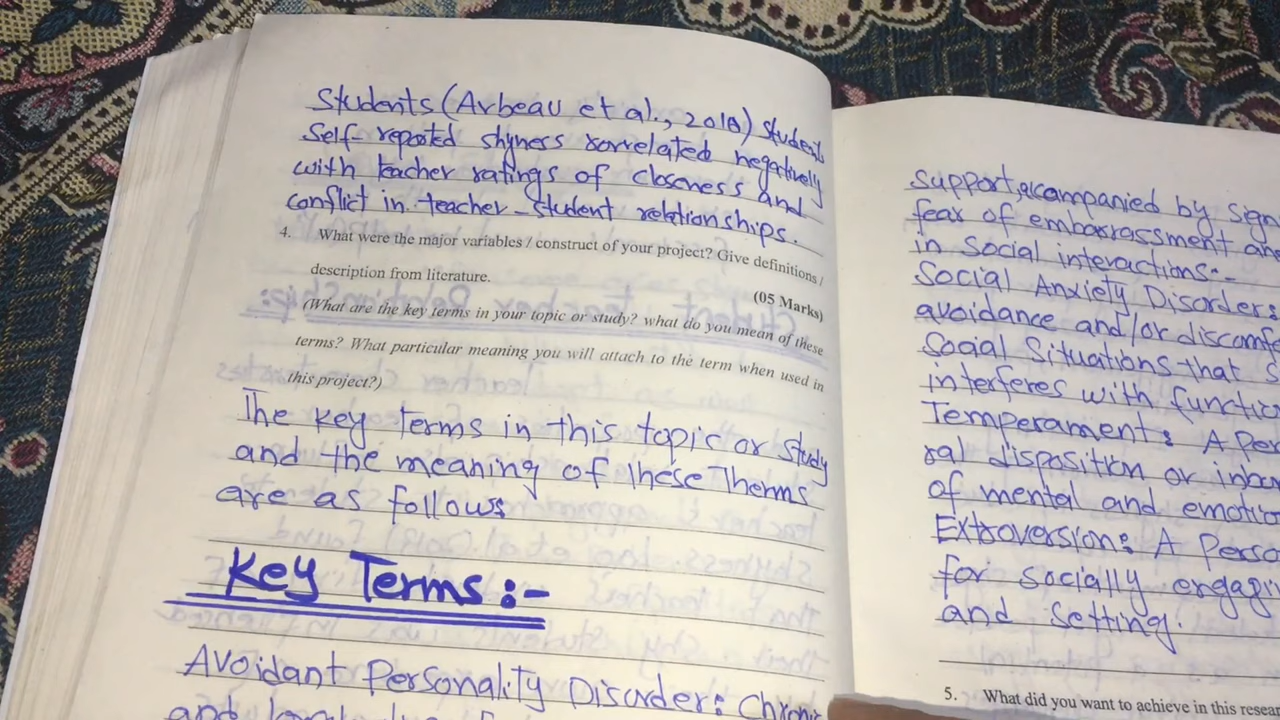 Students (Arbeau et al., 2010) Student
Self-reported shyness correlated negatively
with teacher ratings of closeness and
conflict in teacher-student relationships.
4. What were the major variables / construct of your project? Give definitions /
description from literature.
(05 Marks)
(What are the key terms in your topic or study? what do you mean of these
terms? What particular meaning you will attach to the term when used in
this project?)
The key terms in this topic or study
and the meaning of these Therms
are as follows
Key Terms:-
Avoidant Personality Disorder: Chronic
and
support, accompanied by sign
fear of embarrassment an
in social interactions:-
Social Anxiety Disorder:
avoidance and/or discomf
Social Situations that s
interferes with functio
Temperament: A per
ral disposition or inbor
of mental and emotio
Extroversion: A Perso
for socially engagi
and setting.
5. What did you want to achieve in this resear